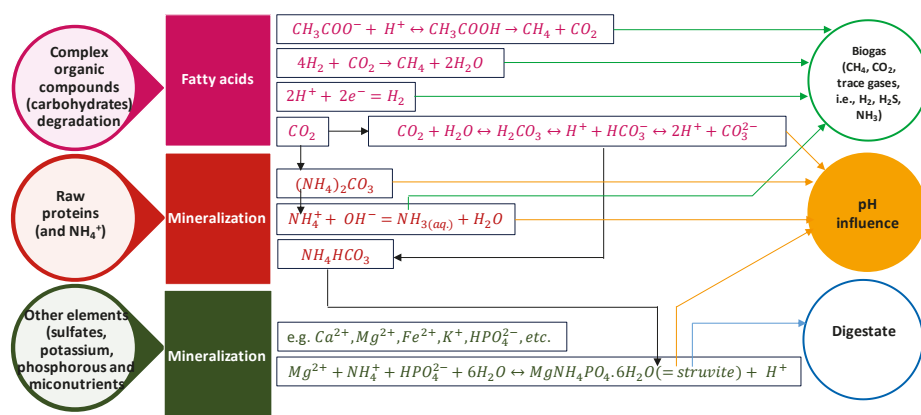 Complex
organic
compounds
(carbohydrates)
degradation
Fatty acids
CH₃COO⁻ + H⁺ ↔ CH₃COOH → CH₄ + CO₂
4H₂ + CO₂ → CH₄ + 2H₂O
2H⁺ + 2e⁻ = H₂
CO₂
CO₂ + H₂O ↔ H₂CO₃ ↔ H⁺ + HCO₃⁻ ↔ 2H⁺ + CO₃²⁻
Biogas
(CH₄, CO₂,
trace gases,
i.e., H₂, H₂S,
NH₃)
Raw
proteins
(and NH₄⁺)
Mineralization
(NH₄)₂CO₃
NH₄⁺ + OH⁻ = NH₃₍aq.₎ + H₂O
NH₄HCO₃
pH
influence
Other elements
(sulfates,
potassium,
phosphorous and
miconutrients
Mineralization
e.g. Ca²⁺, Mg²⁺, Fe²⁺, K⁺, HPO₄²⁻, etc.
Mg²⁺ + NH₄⁺ + HPO₄²⁻ + 6H₂O ↔ MgNH₄PO₄.6H₂O(= struvite) + H⁺
Digestate